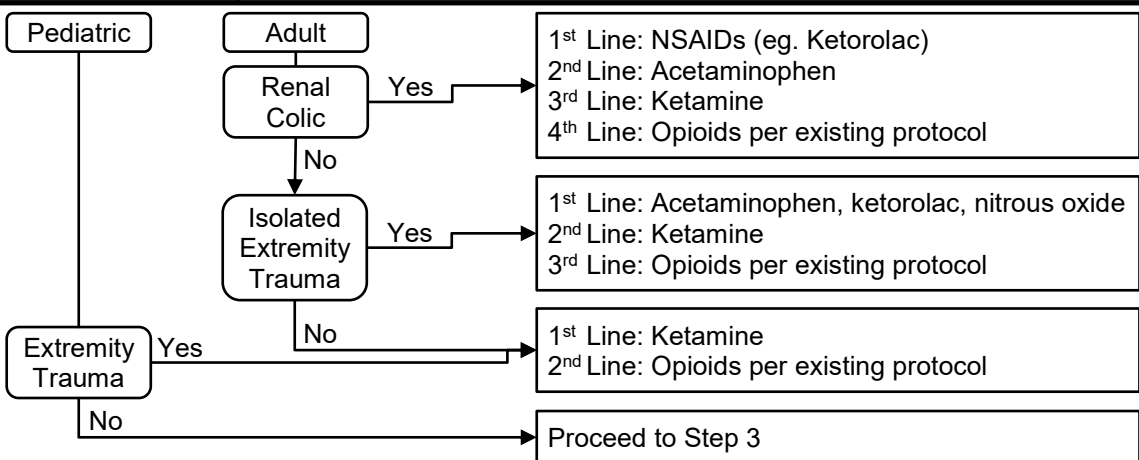 Pediatric
Adult
Renal
Colic
Yes
1st Line: NSAIDs (eg. Ketorolac)
2nd Line: Acetaminophen
3rd Line: Ketamine
4th Line: Opioids per existing protocol
No
Isolated
Extremity
Trauma
Yes
1st Line: Acetaminophen, ketorolac, nitrous oxide
2nd Line: Ketamine
3rd Line: Opioids per existing protocol
No
Extremity
Trauma
Yes
1st Line: Ketamine
2nd Line: Opioids per existing protocol
No
Proceed to Step 3